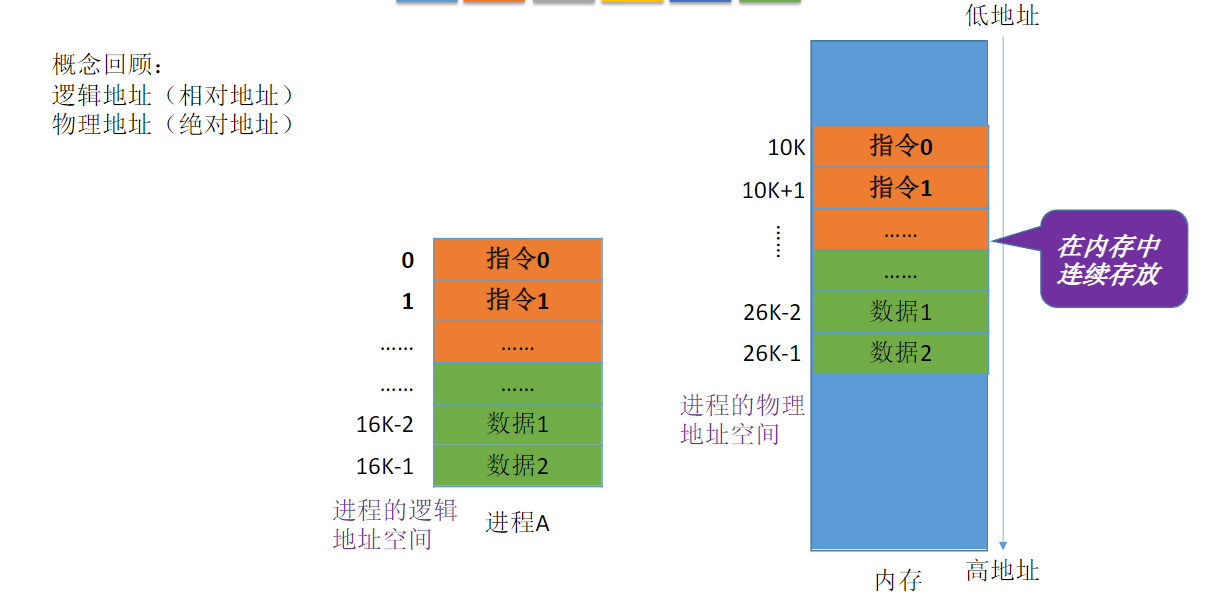 低地址
概念回顾：
逻辑地址（相对地址）
物理地址（绝对地址）
10K 指令0
10K+1 指令1
…… ……
……
26K-2 数据1
26K-1 数据2
在内存中
连续存放
进程的物理
地址空间
0 指令0
1 指令1
…… ……
…… ……
16K-2 数据1
16K-1 数据2
进程的逻辑
地址空间
进程A
内存
高地址